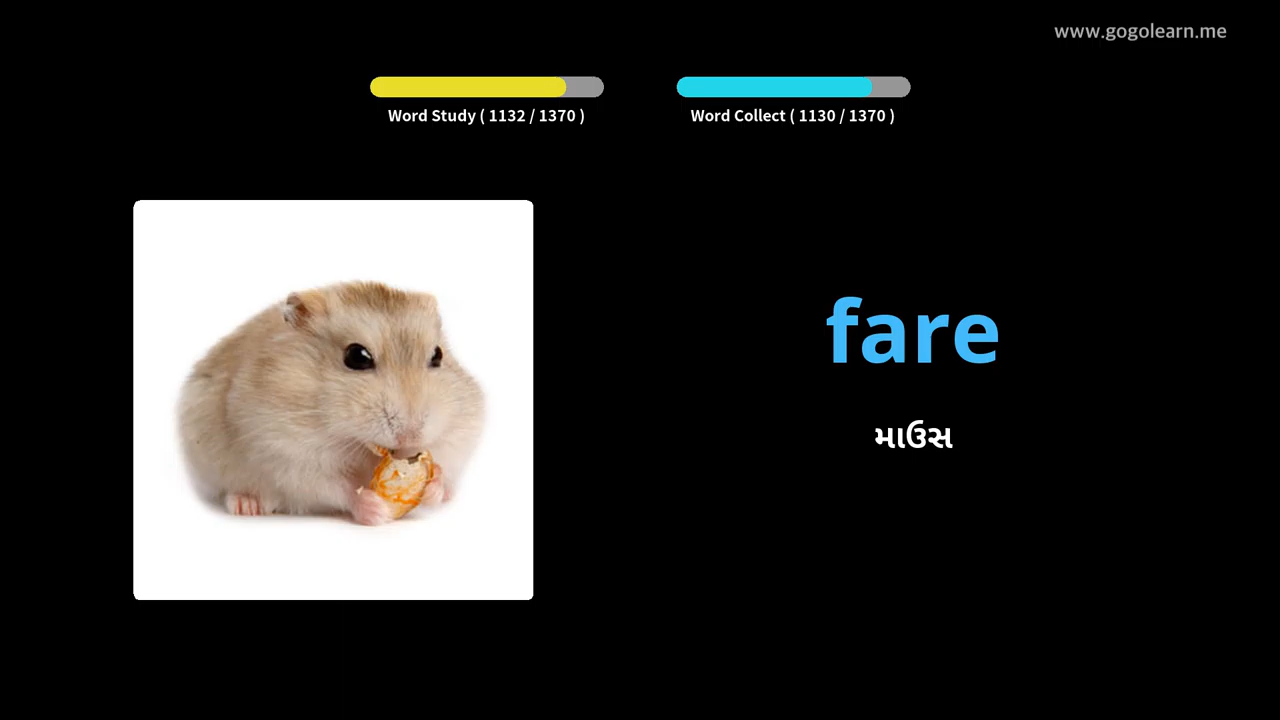 www.gogolearn.me
Word Study ( 1132 / 1370 )
Word Collect ( 1130 / 1370 )
fare
માઉસ